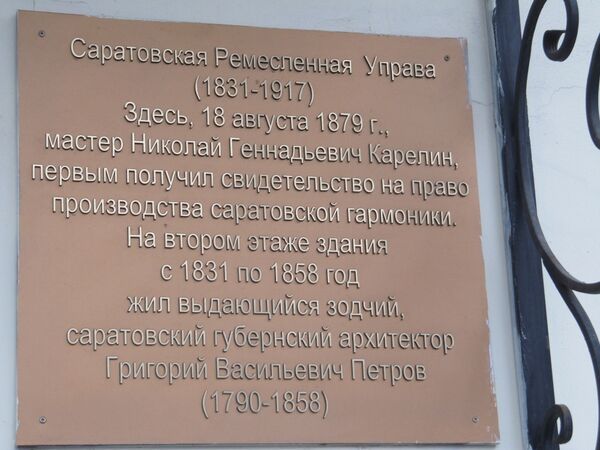 Саратовская Ремесленная Управа
(1831-1917)
Здесь, 18 августа 1879 г.,
мастер Николай Геннадьевич Карелин,
первым получил свидетельство на право
производства саратовской гармоники.
На втором этаже здания
с 1831 по 1858 год
жил выдающийся зодчий,
саратовский губернский архитектор
Григорий Васильевич Петров
(1790-1858)